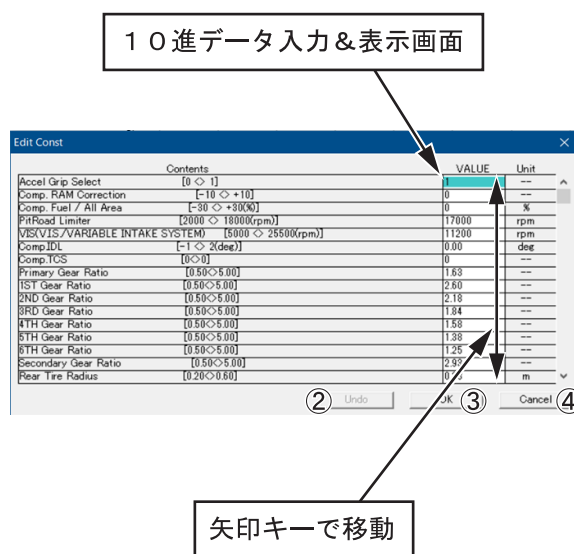 １０進データ入力＆表示画面
Edit Const
Contents VALUE Unit
Accel Grip Select [0 ◇ 1] 1 --
Comp. RAM Correction [-10 ◇ +10] 0 --
Comp. Fuel / All Area [-30 ◇ +30(%)] 0 %
PitRoad Limiter [2000 ◇ 18000(rpm)] 17000 rpm
VIS(VIS./VARIABLE INTAKE SYSTEM) [5000 ◇ 25500(rpm)] 11200 rpm
Comp.IDL [-1 ◇ 2(deg)] 0.00 deg
Comp.TCS [0◇0] 0 --
Primary Gear Ratio [0.50◇5.00] 1.63 --
1ST Gear Ratio [0.50◇5.00] 2.60 --
2ND Gear Ratio [0.50◇5.00] 2.18 --
3RD Gear Ratio [0.50◇5.00] 1.84 --
4TH Gear Ratio [0.50◇5.00] 1.58 --
5TH Gear Ratio [0.50◇5.00] 1.38 --
6TH Gear Ratio [0.50◇5.00] 1.25 --
Secondary Gear Ratio [0.50◇5.00] --
Rear Tire Radius [0.20◇0.60] m
② Undo OK ③ Cancel ④
矢印キーで移動